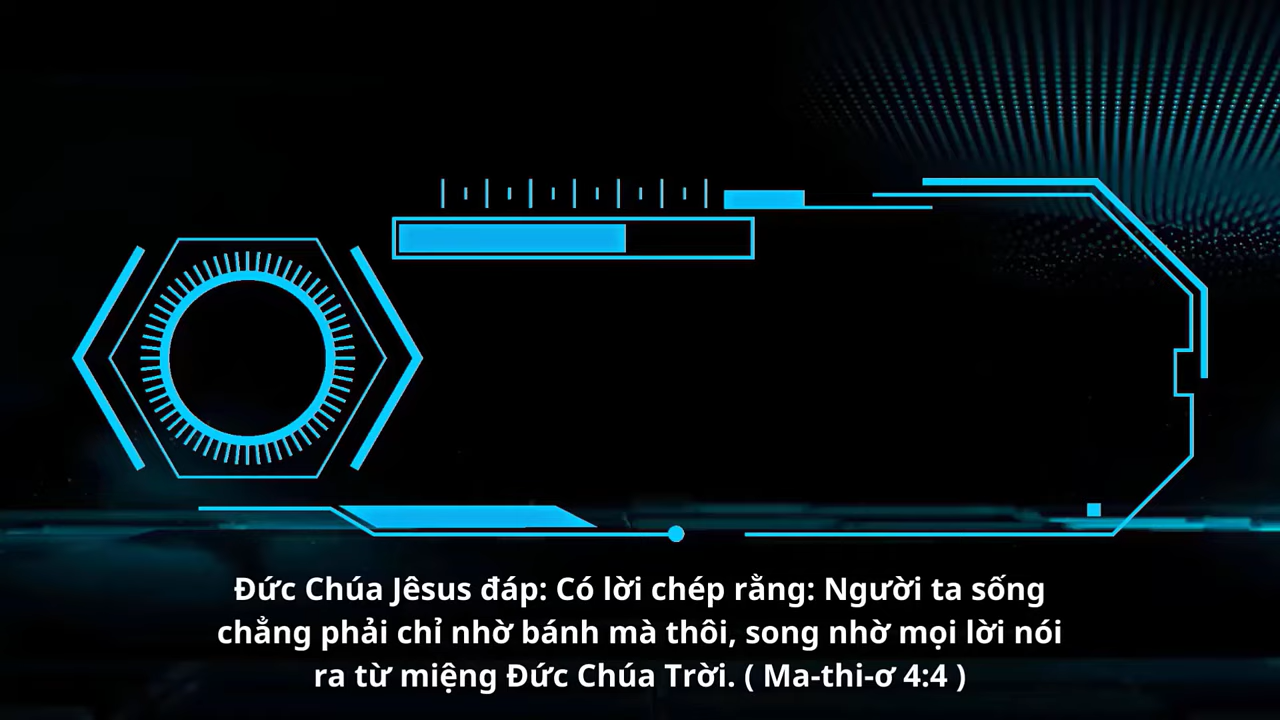 Đức Chúa Jêsus đáp: Có lời chép rằng: Người ta sống
chẳng phải chỉ nhờ bánh mà thôi, song nhờ mọi lời nói
ra từ miệng Đức Chúa Trời. ( Ma-thi-ơ 4:4 )